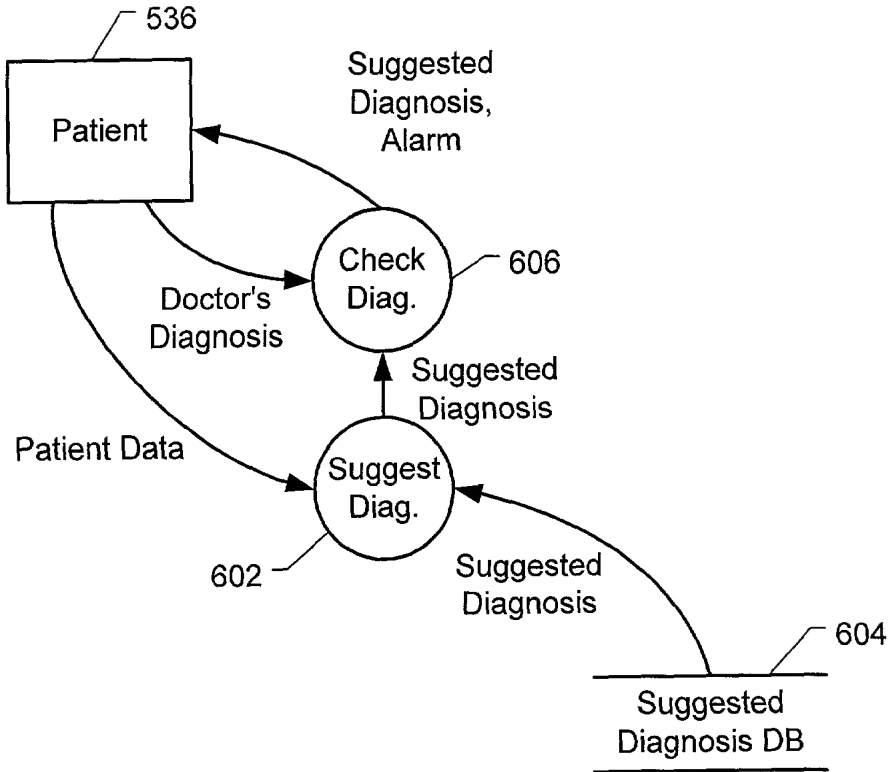 536
Patient
Suggested
Diagnosis,
Alarm
Check
Diag.
606
Doctor's
Diagnosis
Suggested
Diagnosis
Patient Data
Suggest
Diag.
602
Suggested
Diagnosis
604
Suggested
Diagnosis DB